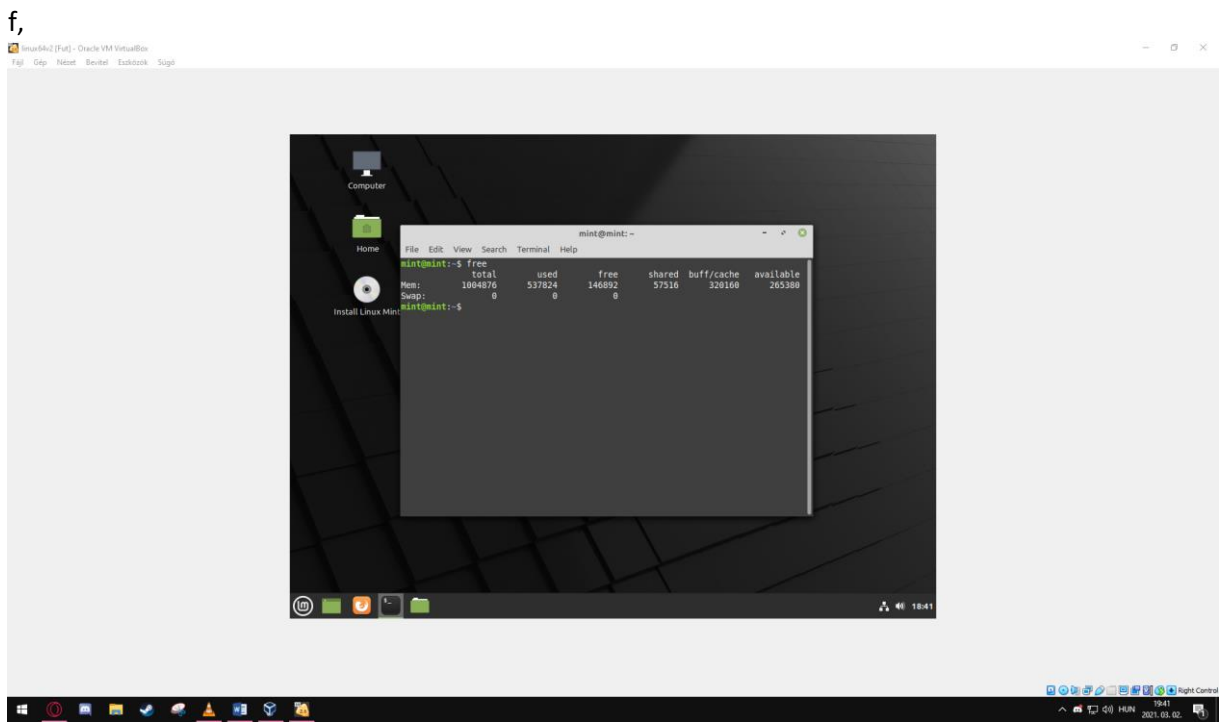 f,
linux64v2 [Fut] - Oracle VM VirtualBox
Fájl Gép Nézet Bevitel Eszközök Súgó
Computer
Home
Install Linux Mint
mint@mint: ~
File Edit View Search Terminal Help
mint@mint:~$ free
total used free shared buff/cache available
Mem: 1004876 537824 146892 57516 320160 265380
Swap: 0 0 0
mint@mint:~$
18:41
Right Control
HUN
19:41
2021. 03. 02.